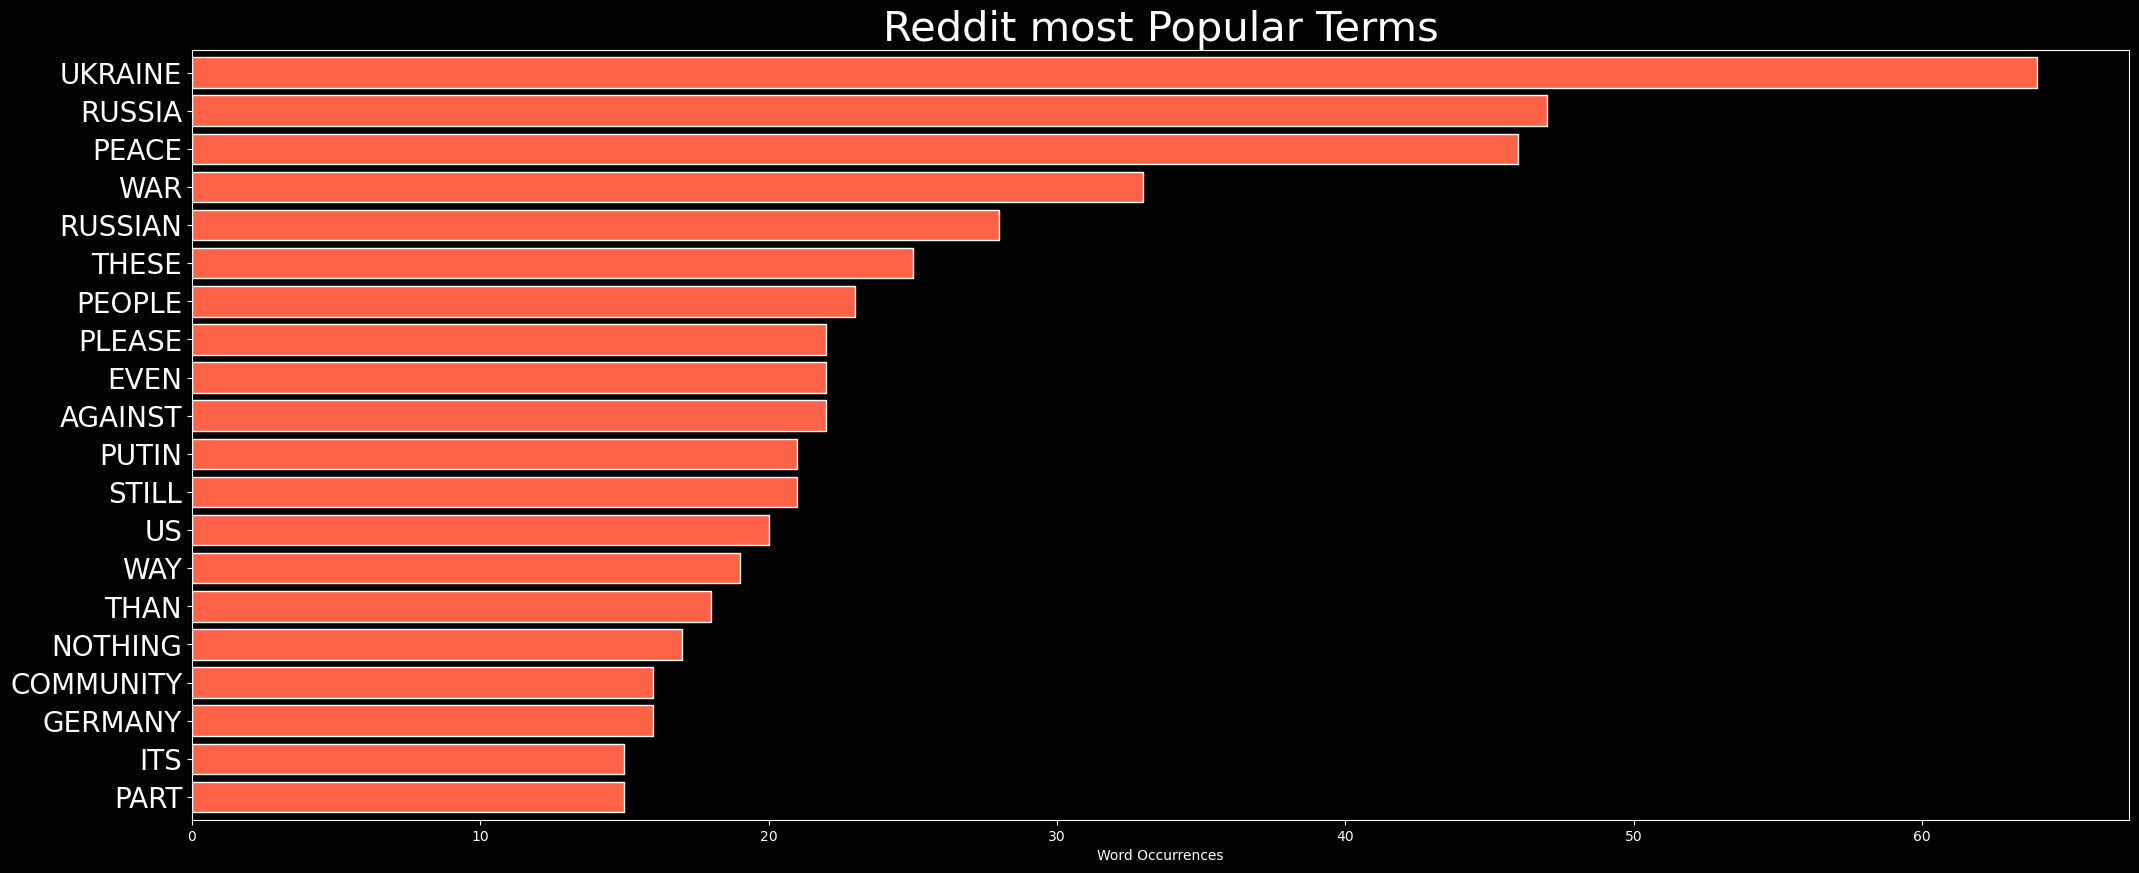 Reddit most Popular Terms
UKRAINE
RUSSIA
PEACE
WAR
RUSSIAN
THESE
PEOPLE
PLEASE
EVEN
AGAINST
PUTIN
STILL
US
WAY
THAN
NOTHING
COMMUNITY
GERMANY
ITS
PART
0 10 20 30 40 50 60
Word Occurrences